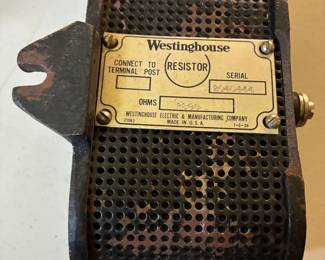 Westinghouse
CONNECT TO
TERMINAL POST
RESISTOR
SERIAL
OHMS
WESTINGHOUSE ELECTRIC & MANUFACTURING COMPANY
MADE IN U.S.A.